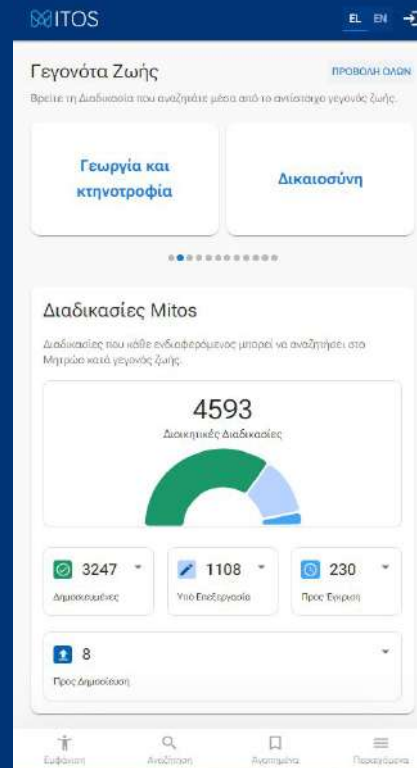 MITOS
EL EN
Γεγονότα Ζωής
ΠΡΟΒΟΛΗ ΟΛΩΝ
Βρείτε τη Διαδικασία που αναζητάτε μέσα από το αντίστοιχο γεγονός ζωής.
Γεωργία και
κτηνοτροφία
Δικαιοσύνη
Διαδικασίες Mitos
Διαδικασίες που κάθε ενδιαφερόμενος μπορεί να αναζητήσει στο
Μητρώο κατά γεγονός ζωής.
4593
Διοικητικές Διαδικασίες
3247
1108
230
Δημοσιευμένες
Υπό Επεξεργασία
Προς Έγκριση
8
Προς Δημοσίευση
Εμφάνιση
Αναζήτηση
Αγαπημένα
Περιεχόμενα